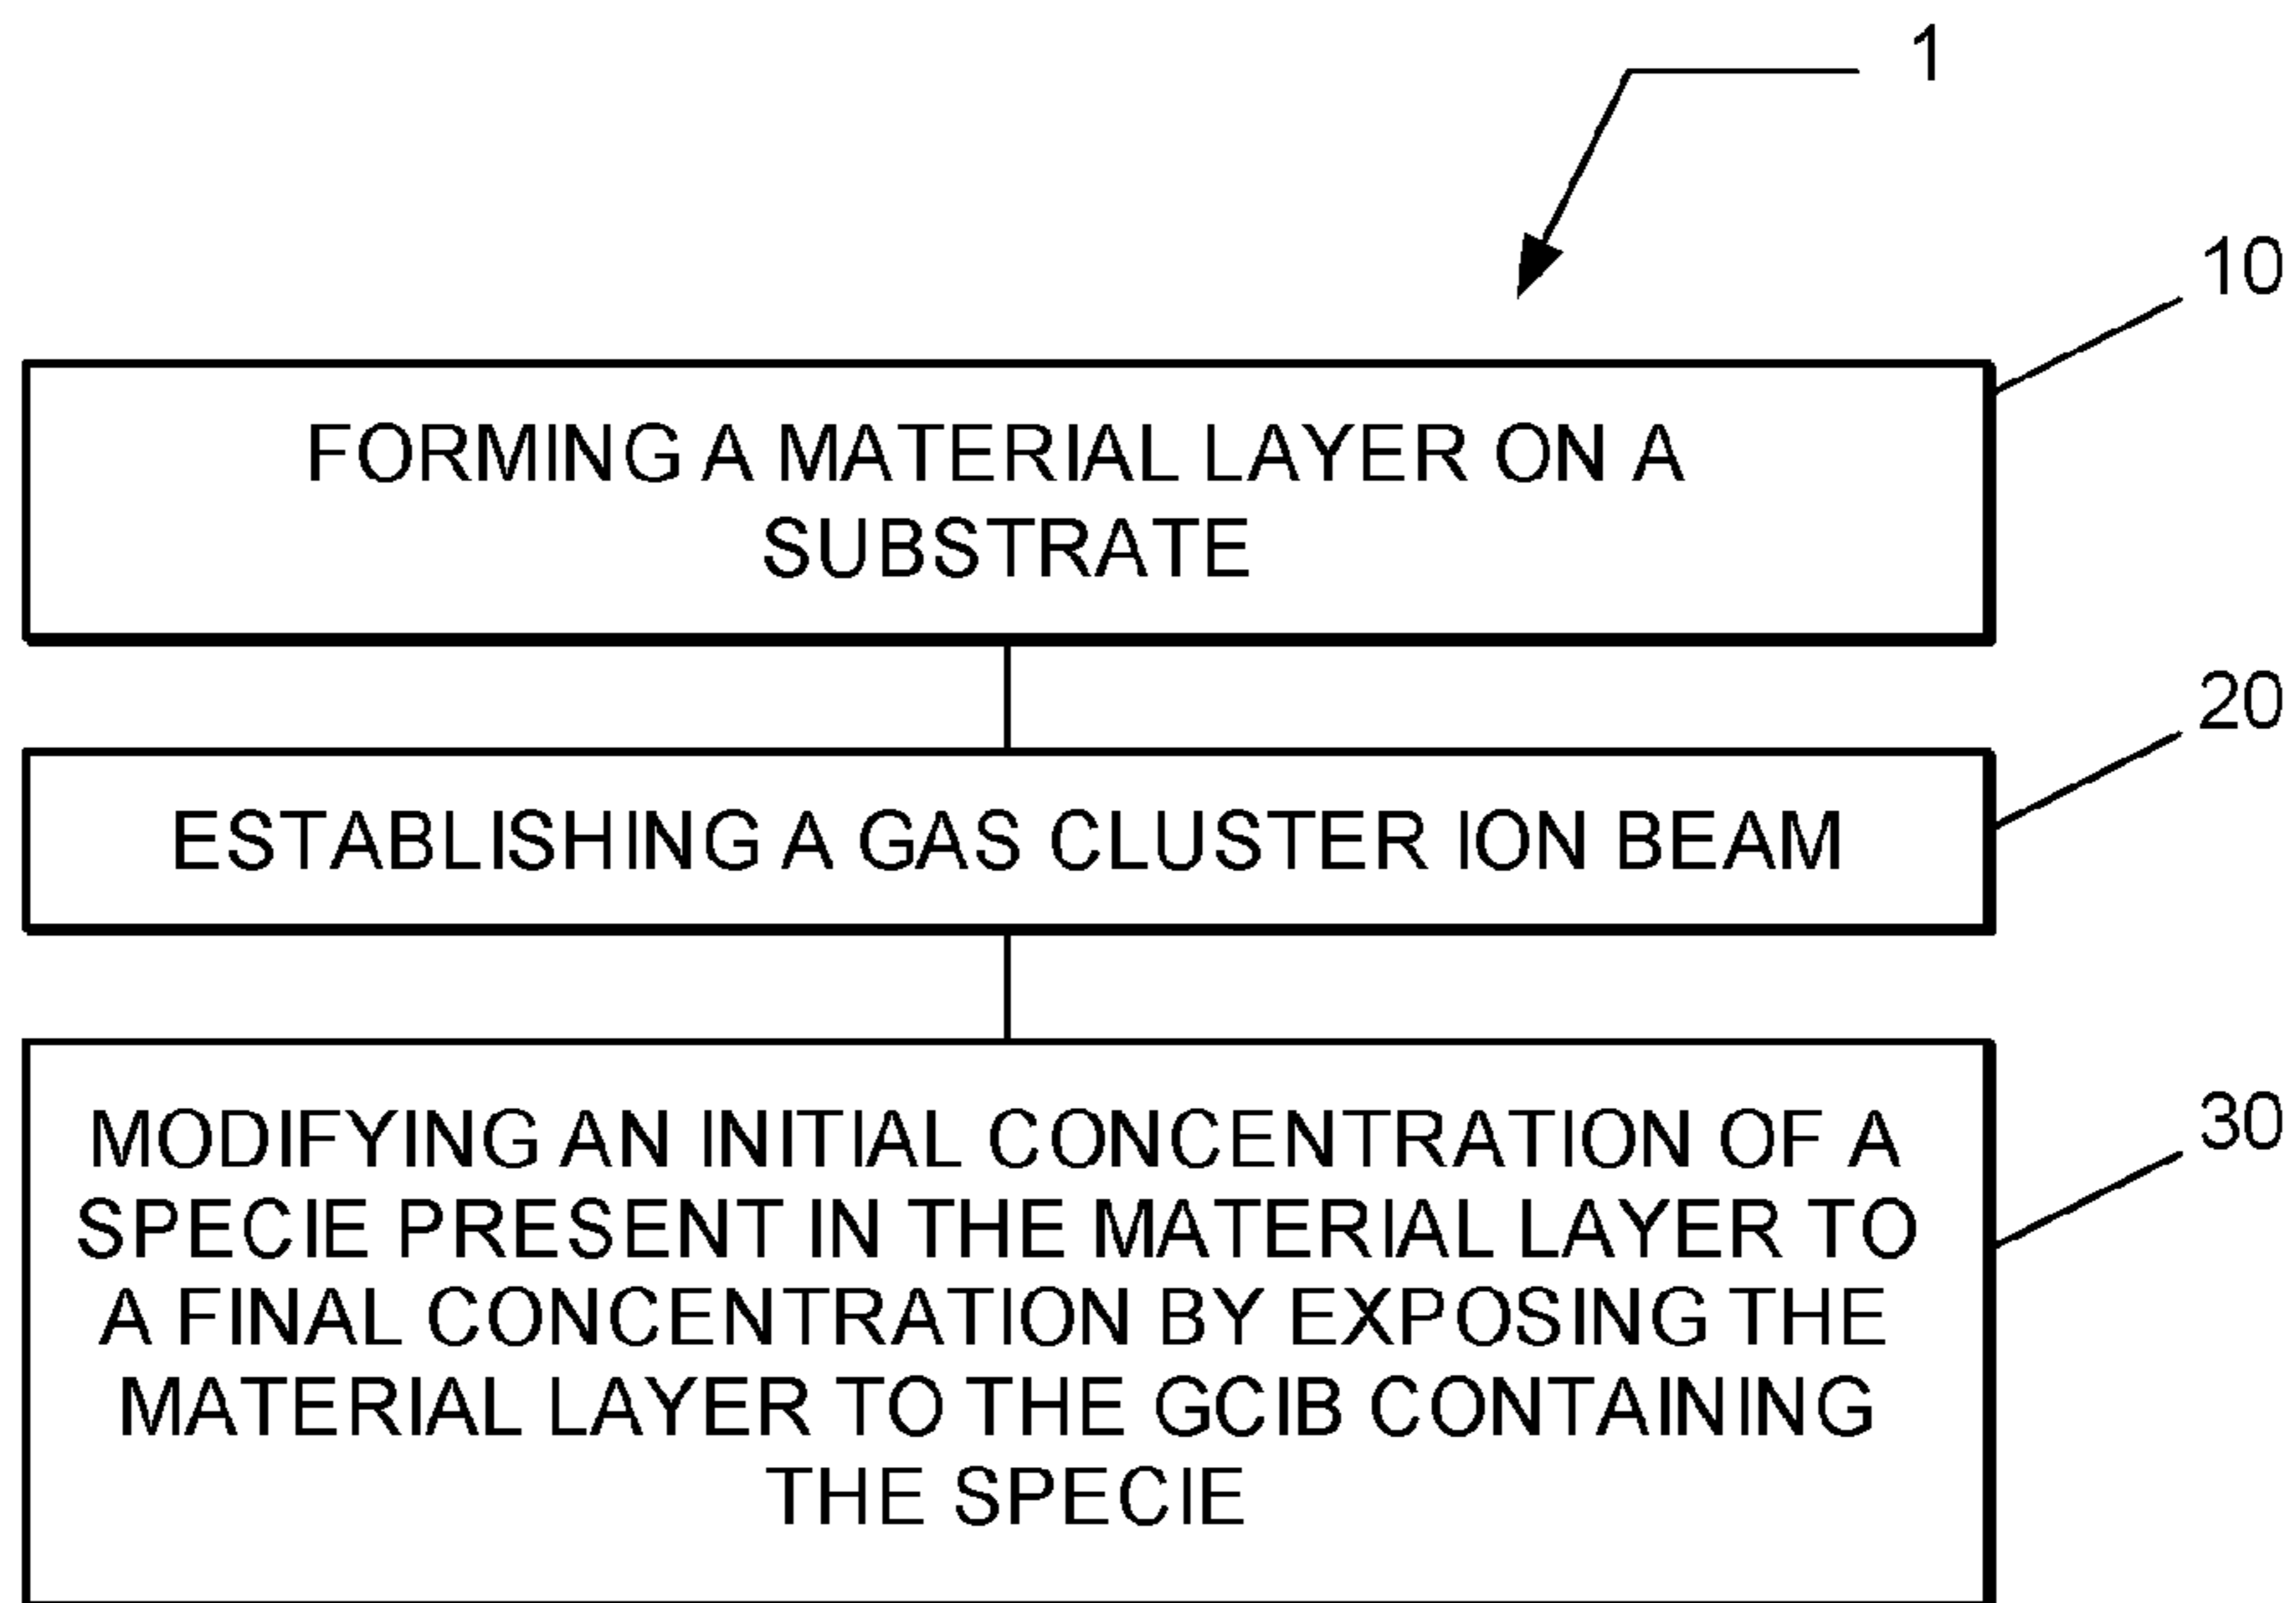 1
10
FORMING A MATERIAL LAYER ON A
SUBSTRATE
20
ESTABLISHING A GAS CLUSTER ION BEAM
30
MODIFYING AN INITIAL CONCENTRATION OF A
SPECIE PRESENT IN THE MATERIAL LAYER TO
A FINAL CONCENTRATION BY EXPOSING THE
MATERIAL LAYER TO THE GCIB CONTAINING
THE SPECIE